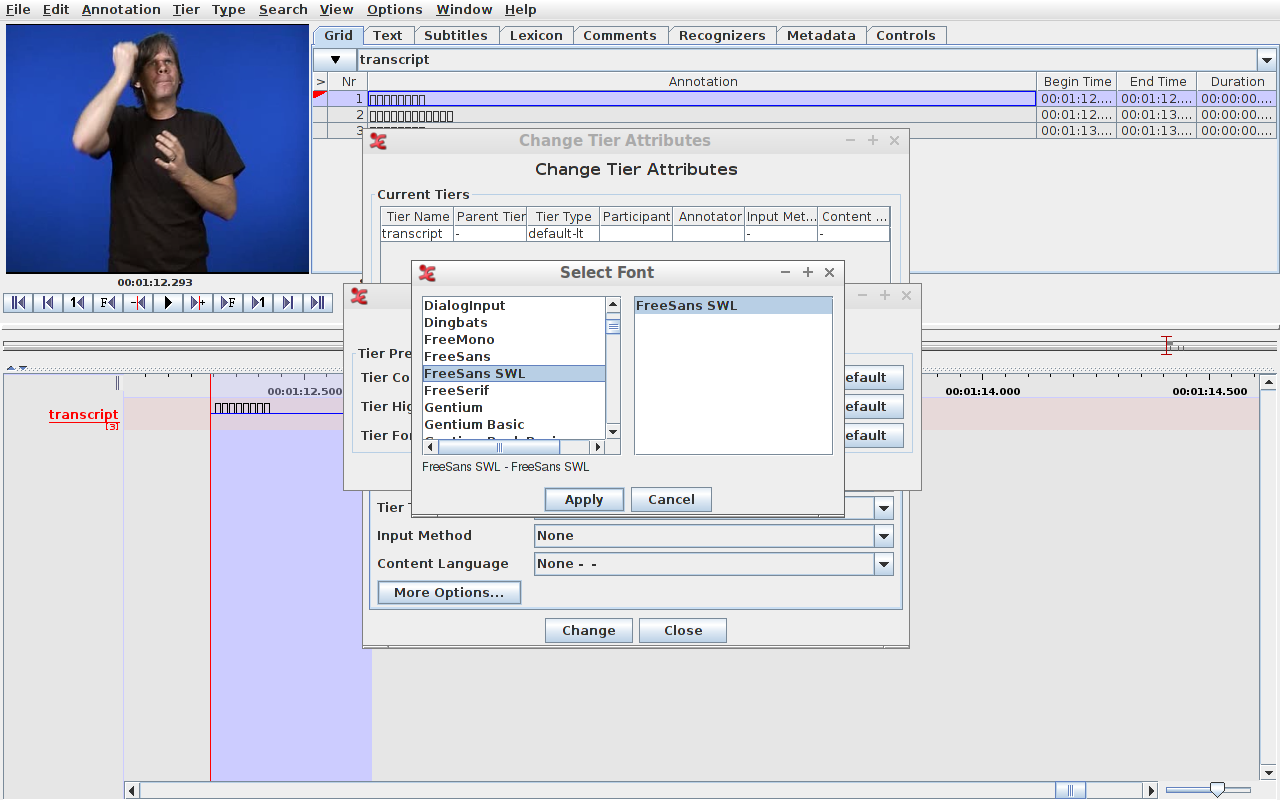 File Edit Annotation Tier Type Search View Options Window Help
Grid Text Subtitles Lexicon Comments Recognizers Metadata Controls
▼ transcript
> Nr Annotation Begin Time End Time Duration
1 00:01:12.... 00:01:12.... 00:00:00....
2 00:01:12.... 00:01:13.... 00:00:00....
3 00:01:13.... 00:01:13.... 00:00:00....
Change Tier Attributes
Change Tier Attributes
Current Tiers
Tier Name Parent Tier Tier Type Participant Annotator Input Met... Content ...
transcript - default-lt - -
Select Font
00:01:12.293
DialogInput
Dingbats
FreeMono
FreeSans
FreeSans SWL
FreeSerif
Gentium
Gentium Basic
FreeSans SWL
FreeSans SWL - FreeSans SWL
Apply Cancel
Tier Pre
Tier Co efault
Tier Hig efault
Tier For efault
00:01:12.500 00:01:14.000 00:01:14.500
transcript
[3]
Tier T
Input Method None
Content Language None - -
More Options...
Change Close